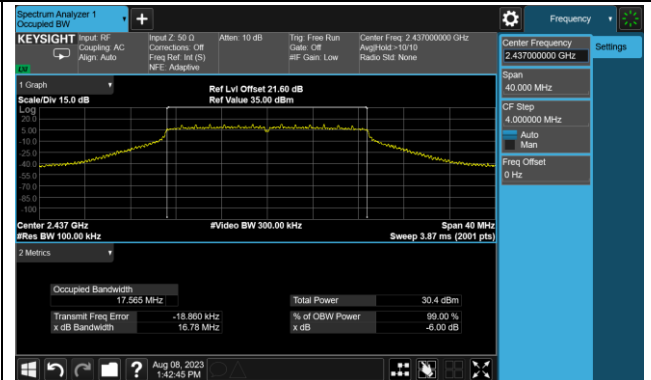 Spectrum Analyzer 1
Occupied BW
Frequency
KEYSIGHT
Input: RF
Coupling: AC
Align: Auto
Input Z: 50 Ω
Corrections: Off
Freq Ref: Int (S)
NFE: Adaptive
Atten: 10 dB
Trig: Free Run
Gate: Off
#IF Gain: Low
Center Freq: 2.437000000 GHz
Avg|Hold:>10/10
Radio Std: None
1 Graph
Scale/Div 15.0 dB
Ref Lvl Offset 21.60 dB
Ref Value 35.00 dBm
Log
20.0
5.00
-10.0
-25.0
-40.0
-55.0
-70.0
-85.0
-100
Center 2.437 GHz
#Res BW 100.00 kHz
#Video BW 300.00 kHz
Span 40 MHz
Sweep 3.87 ms (2001 pts)
2 Metrics
Occupied Bandwidth
17.565 MHz
Total Power 30.4 dBm
Transmit Freq Error -18.860 kHz
% of OBW Power 99.00 %
x dB Bandwidth 16.78 MHz
x dB -6.00 dB
Aug 08, 2023
1:42:45 PM
Center Frequency
2.437000000 GHz
Settings
Span
40.000 MHz
CF Step
4.000000 MHz
Auto
Man
Freq Offset
0 Hz